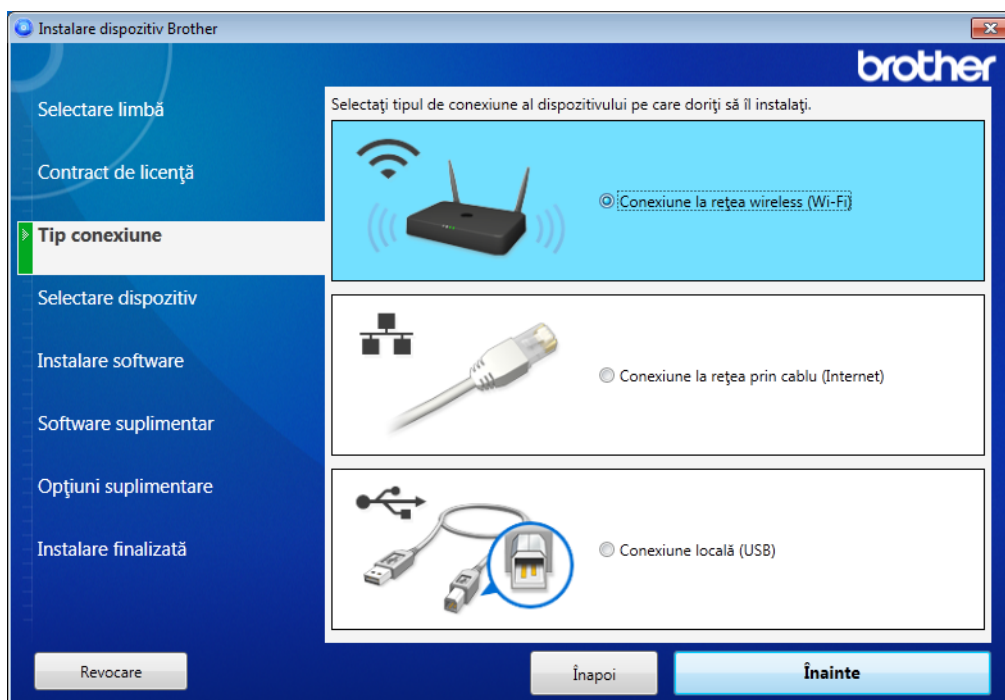 Instalare dispozitiv Brother
brother
Selectare limbă
Contract de licenţă
Tip conexiune
Selectare dispozitiv
Instalare software
Software suplimentar
Opţiuni suplimentare
Instalare finalizată
Selectaţi tipul de conexiune al dispozitivului pe care doriţi să îl instalaţi.
Conexiune la reţea wireless (Wi-Fi)
Conexiune la reţea prin cablu (Internet)
Conexiune locală (USB)
Revocare
Înapoi
Înainte